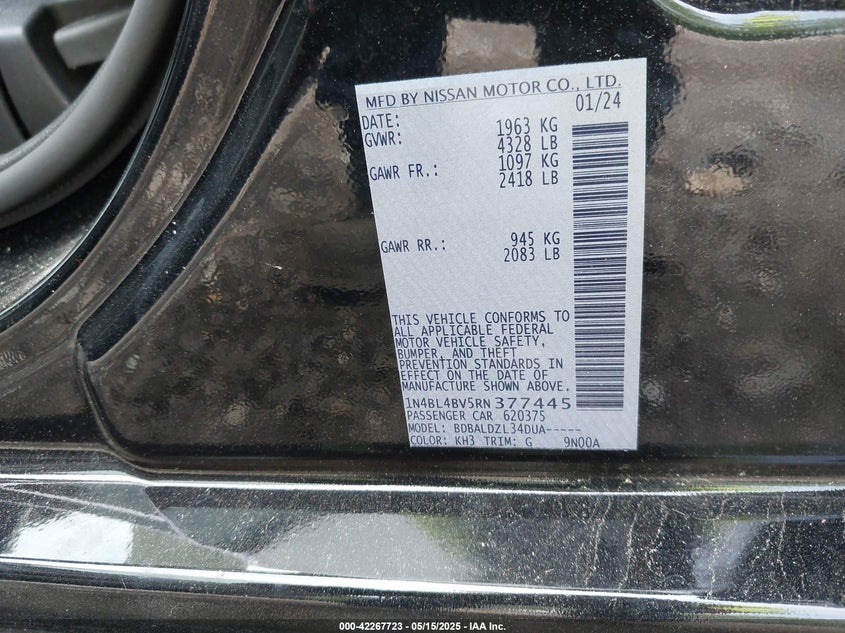 MFD BY NISSAN MOTOR CO., LTD.
DATE: 01/24
GVWR: 1963 KG
4328 LB
GAWR FR.: 1097 KG
2418 LB
GAWR RR.: 945 KG
2083 LB
THIS VEHICLE CONFORMS TO
ALL APPLICABLE FEDERAL
MOTOR VEHICLE SAFETY,
BUMPER, AND THEFT
PREVENTION STANDARDS IN
EFFECT ON THE DATE OF
MANUFACTURE SHOWN ABOVE.
1N4BL4BV5RN377445
PASSENGER CAR 620375
MODEL: BDBALDZL34DUA-----
COLOR: KH3 TRIM: G 9N00A
000-42267723 - 05/15/2025 - IAA Inc.